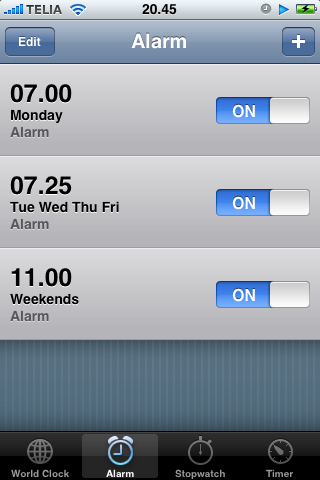 TELIA 20.45
Edit Alarm +
07.00
Monday
Alarm
ON
07.25
Tue Wed Thu Fri
Alarm
ON
11.00
Weekends
Alarm
ON
World Clock Alarm Stopwatch Timer